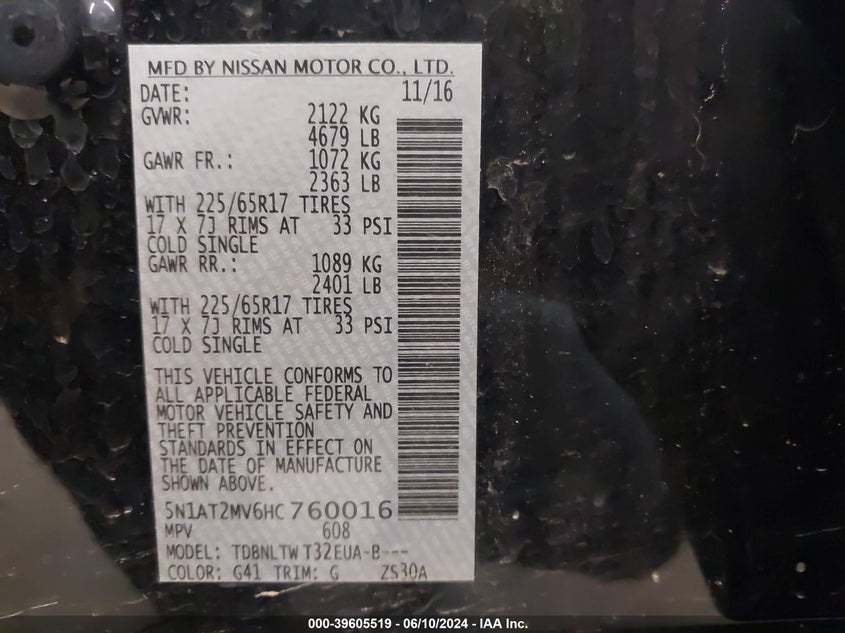 MFD BY NISSAN MOTOR CO., LTD.
DATE: 11/16
GVWR: 2122 KG
4679 LB
GAWR FR.: 1072 KG
2363 LB
WITH 225/65R17 TIRES
17 X 7J RIMS AT 33 PSI
COLD SINGLE
GAWR RR.: 1089 KG
2401 LB
WITH 225/65R17 TIRES
17 X 7J RIMS AT 33 PSI
COLD SINGLE
THIS VEHICLE CONFORMS TO
ALL APPLICABLE FEDERAL
MOTOR VEHICLE SAFETY AND
THEFT PREVENTION
STANDARDS IN EFFECT ON
THE DATE OF MANUFACTURE
SHOWN ABOVE.
5N1AT2MV6HC760016
MPV 608
MODEL: TDBNLTW T32EUA-B---
COLOR: G41 TRIM: G ZS30A
000-39605519 - 06/10/2024 - IAA Inc.